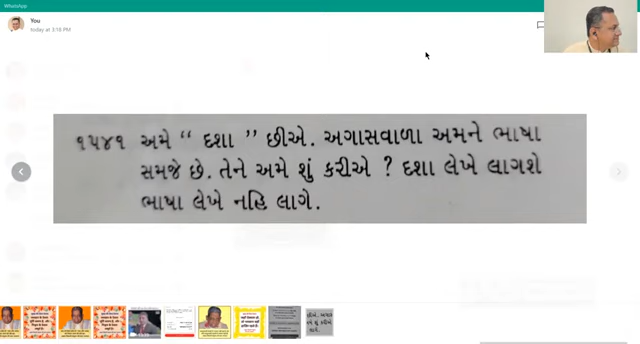 WhatsApp
You
today at 3:18 PM
૧૫૪૧ અમે “ દશા ” છીએ. અગાસવાળા અમને ભાષા
સમજે છે. તેને અમે શું કરીએ ? દશા લેખે લાગશે
ભાષા લેખે નહિ લાગે.